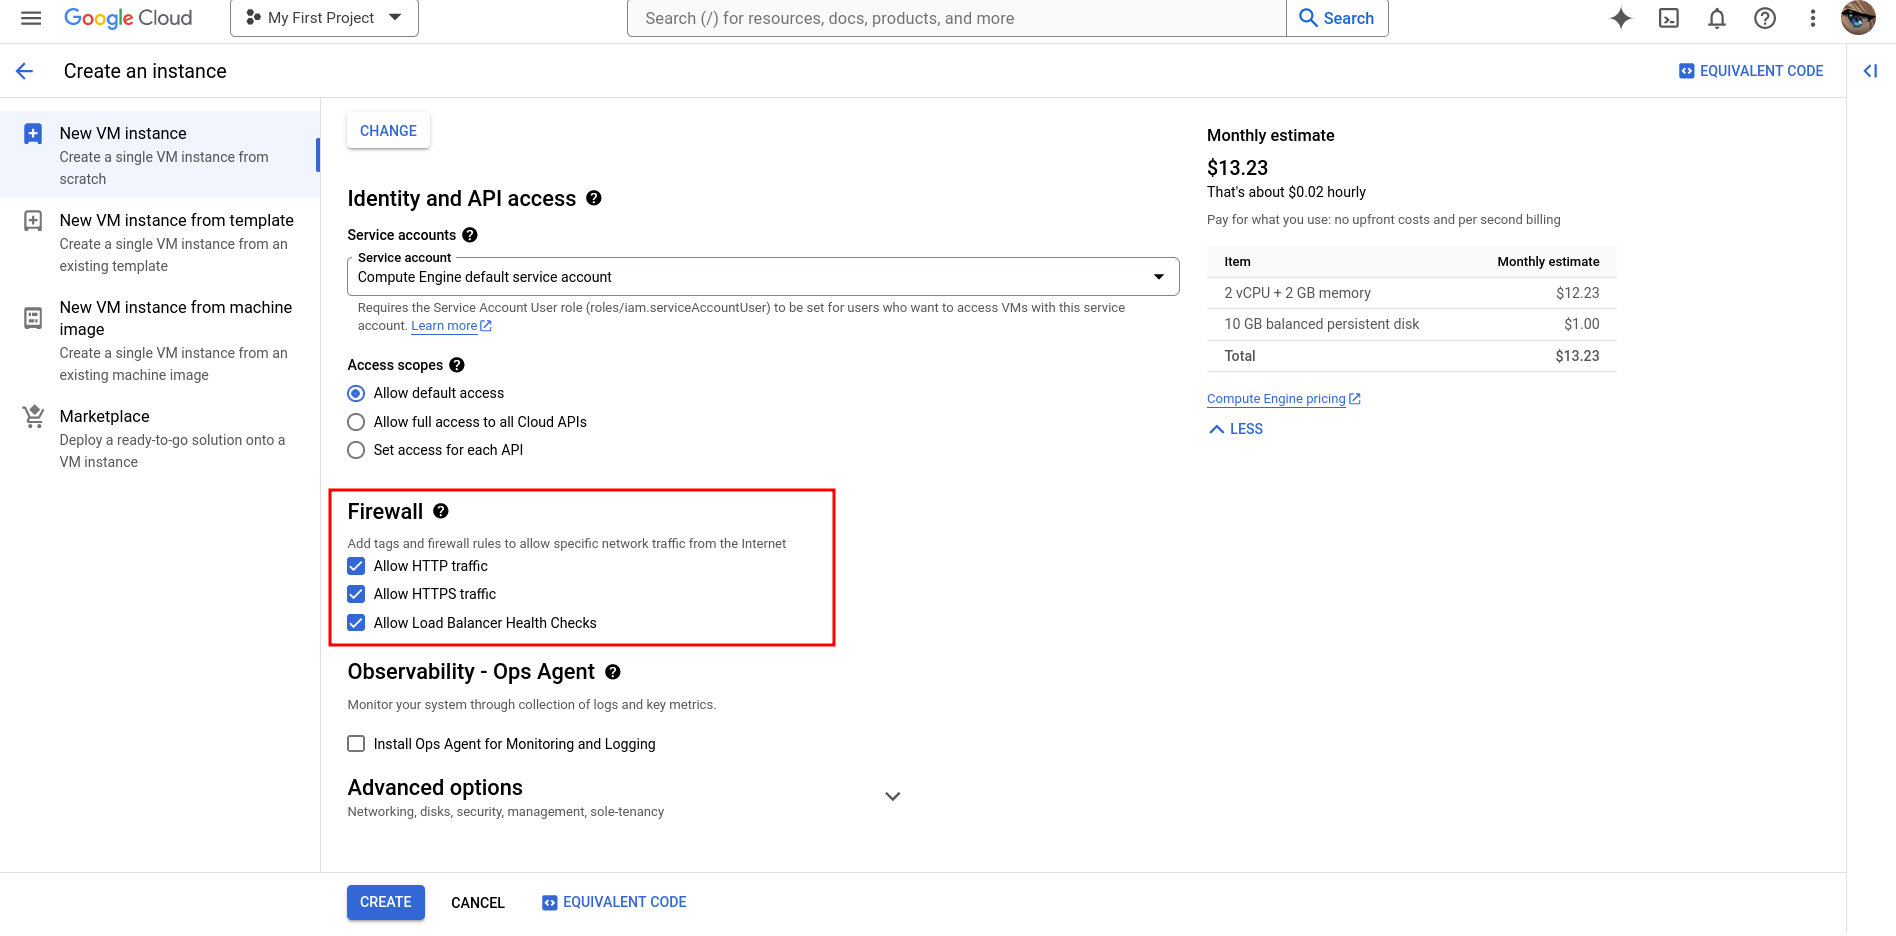 Google Cloud
My First Project
Search (/) for resources, docs, products, and more
Search
Create an instance
EQUIVALENT CODE
New VM instance
Create a single VM instance from
scratch
New VM instance from template
Create a single VM instance from an
existing template
New VM instance from machine
image
Create a single VM instance from an
existing machine image
Marketplace
Deploy a ready-to-go solution onto a
VM instance
CHANGE
Identity and API access
Service accounts
Service account
Compute Engine default service account
Requires the Service Account User role (roles/iam.serviceAccountUser) to be set for users who want to access VMs with this service
account. Learn more
Access scopes
Allow default access
Allow full access to all Cloud APIs
Set access for each API
Firewall
Add tags and firewall rules to allow specific network traffic from the Internet
Allow HTTP traffic
Allow HTTPS traffic
Allow Load Balancer Health Checks
Observability - Ops Agent
Monitor your system through collection of logs and key metrics.
Install Ops Agent for Monitoring and Logging
Advanced options
Networking, disks, security, management, sole-tenancy
Monthly estimate
$13.23
That's about $0.02 hourly
Pay for what you use: no upfront costs and per second billing
Item Monthly estimate
2 vCPU + 2 GB memory $12.23
10 GB balanced persistent disk $1.00
Total $13.23
Compute Engine pricing
LESS
CREATE
CANCEL
EQUIVALENT CODE